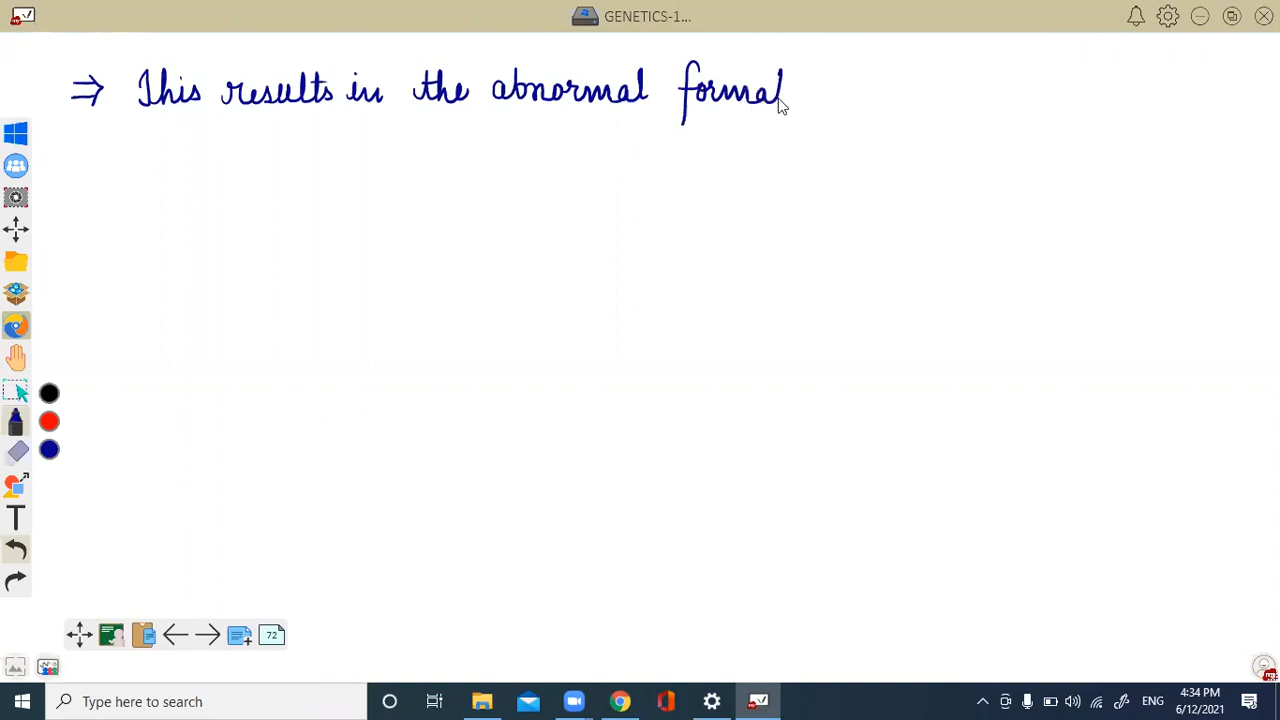 GENETICS-1...
⇒ This results in the abnormal formal
T
72
Type here to search
ENG
4:34 PM
6/12/2021